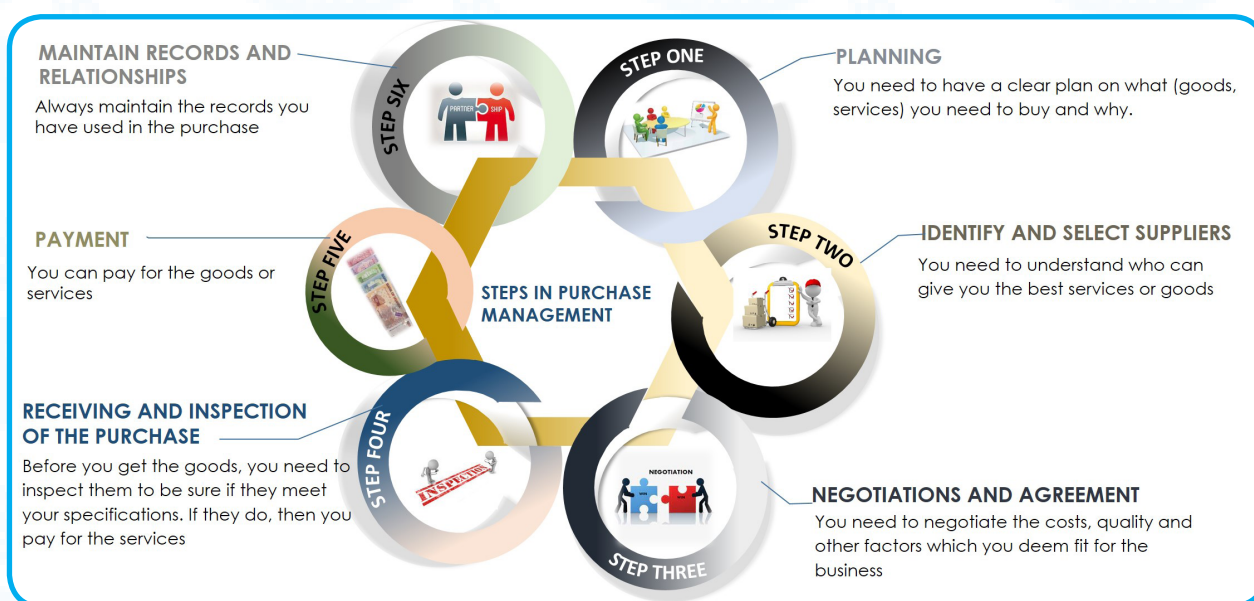 STEPS IN PURCHASE
MANAGEMENT
STEP ONE
PLANNING
You need to have a clear plan on what (goods,
services) you need to buy and why.
STEP TWO
IDENTIFY AND SELECT SUPPLIERS
You need to understand who can
give you the best services or goods
STEP THREE
NEGOTIATION
NEGOTIATIONS AND AGREEMENT
You need to negotiate the costs, quality and
other factors which you deem fit for the
business
STEP FOUR
INSPECTION
RECEIVING AND INSPECTION
OF THE PURCHASE
Before you get the goods, you need to
inspect them to be sure if they meet
your specifications. If they do, then you
pay for the services
STEP FIVE
PAYMENT
You can pay for the goods or
services
STEP SIX
PARTNER SHIP
MAINTAIN RECORDS AND
RELATIONSHIPS
Always maintain the records you
have used in the purchase